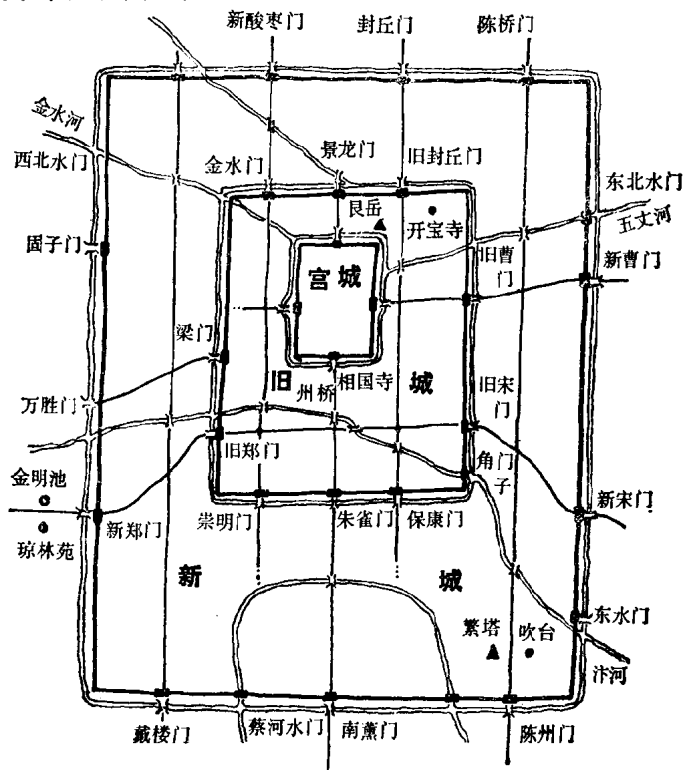 新酸枣门
封丘门
陈桥门
金水河
西北水门
金水门
景龙门
旧封丘门
东北水门
五丈河
艮岳
开宝寺
固子门
宫城
旧曹
门
新曹门
梁门
旧
州桥
相国寺
城
旧宋
门
万胜门
旧郑门
角门
子
金明池
琼林苑
新郑门
崇明门
朱雀门
保康门
新宋门
新
城
繁塔
吹台
东水门
汴河
戴楼门
蔡河水门
南薰门
陈州门